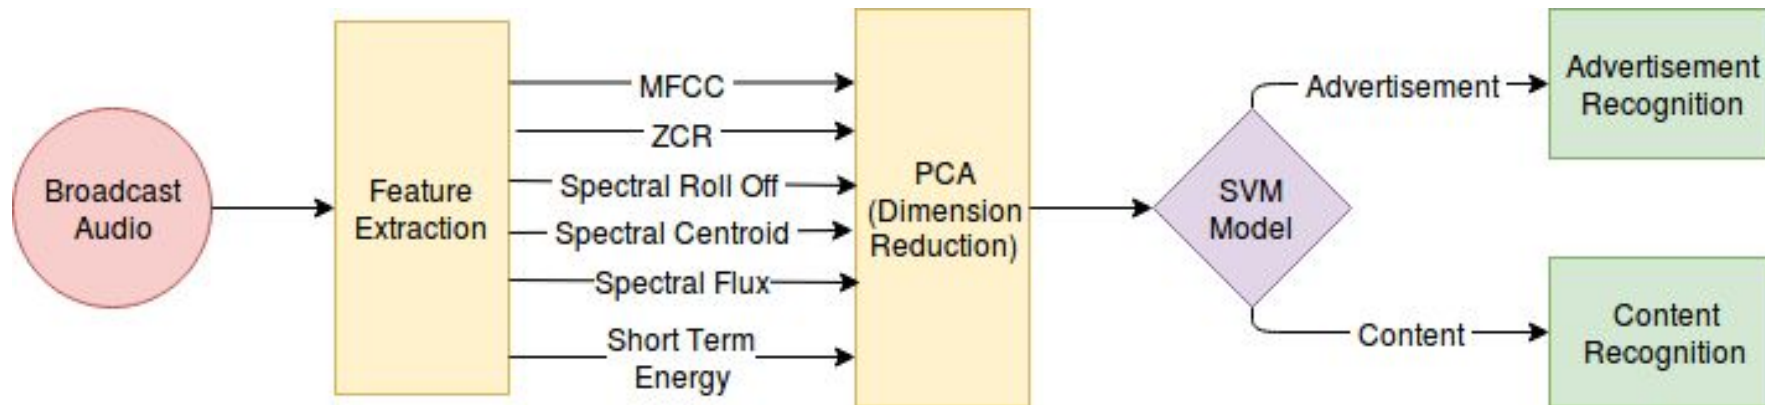 Broadcast
Audio
Feature
Extraction
MFCC
ZCR
Spectral Roll Off
Spectral Centroid
Spectral Flux
Short Term
Energy
PCA
(Dimension
Reduction)
SVM
Model
Advertisement
Content
Advertisement
Recognition
Content
Recognition